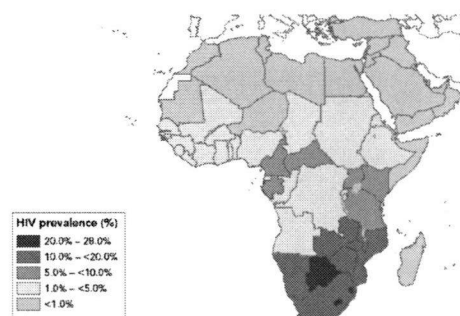 HIV prevalence (%)
20.0% – 28.0%
10.0% – <20.0%
5.0% – <10.0%
1.0% – <5.0%
<1.0%